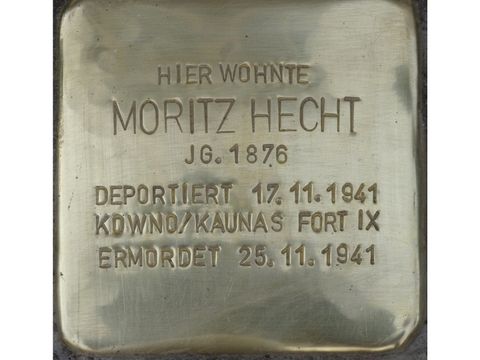 HIER WOHNTE
MORITZ HECHT
JG. 1876
DEPORTIERT 17.11.1941
KOWNO/KAUNAS FORT IX
ERMORDET 25.11.1941